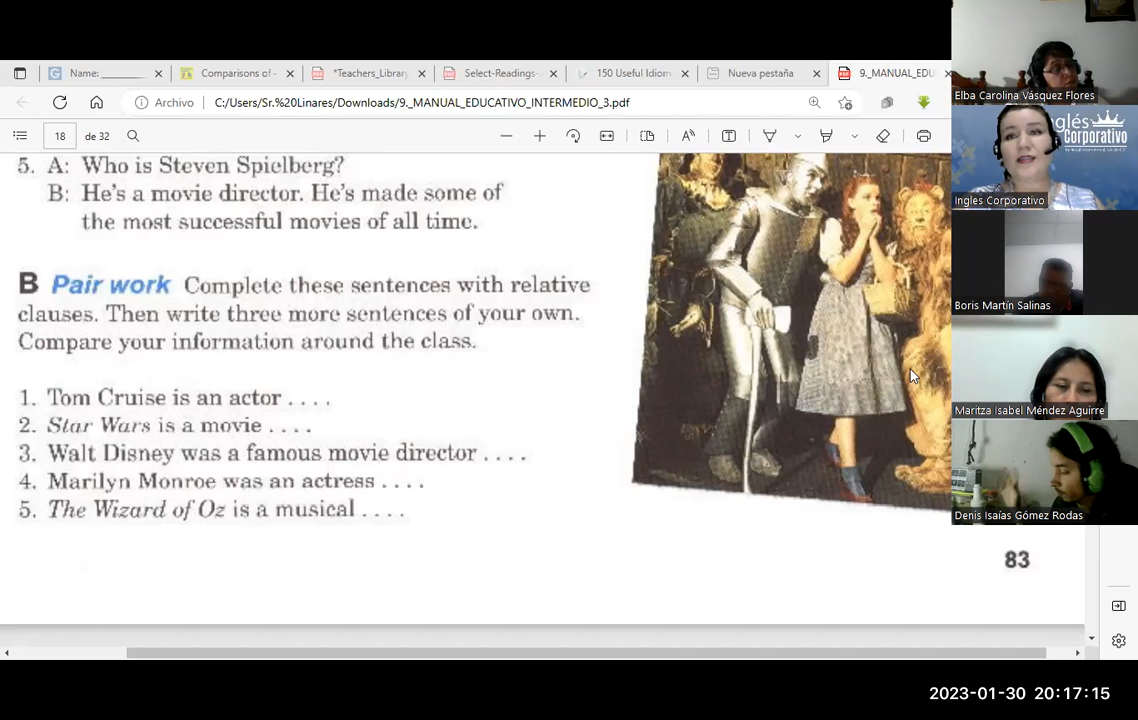 Name: ________
Comparisons of -
*Teachers_Library
Select-Readings-
150 Useful Idiom
Nueva pestaña
9._MANUAL_EDU
Archivo
C:/Users/Sr.%20Linares/Downloads/9._MANUAL_EDUCATIVO_INTERMEDIO_3.pdf
18 de 32
5. A: Who is Steven Spielberg?
B: He's a movie director. He's made some of
the most successful movies of all time.
B Pair work Complete these sentences with relative
clauses. Then write three more sentences of your own.
Compare your information around the class.
1. Tom Cruise is an actor . . . .
2. Star Wars is a movie . . . .
3. Walt Disney was a famous movie director . . . .
4. Marilyn Monroe was an actress . . . .
5. The Wizard of Oz is a musical . . . .
83
Elba Carolina Vásquez Flores
Inglés
Corporativo
Ingles Corporativo
Boris Martín Salinas
Maritza Isabel Méndez Aguirre
Denis Isaías Gómez Rodas
2023-01-30 20:17:15